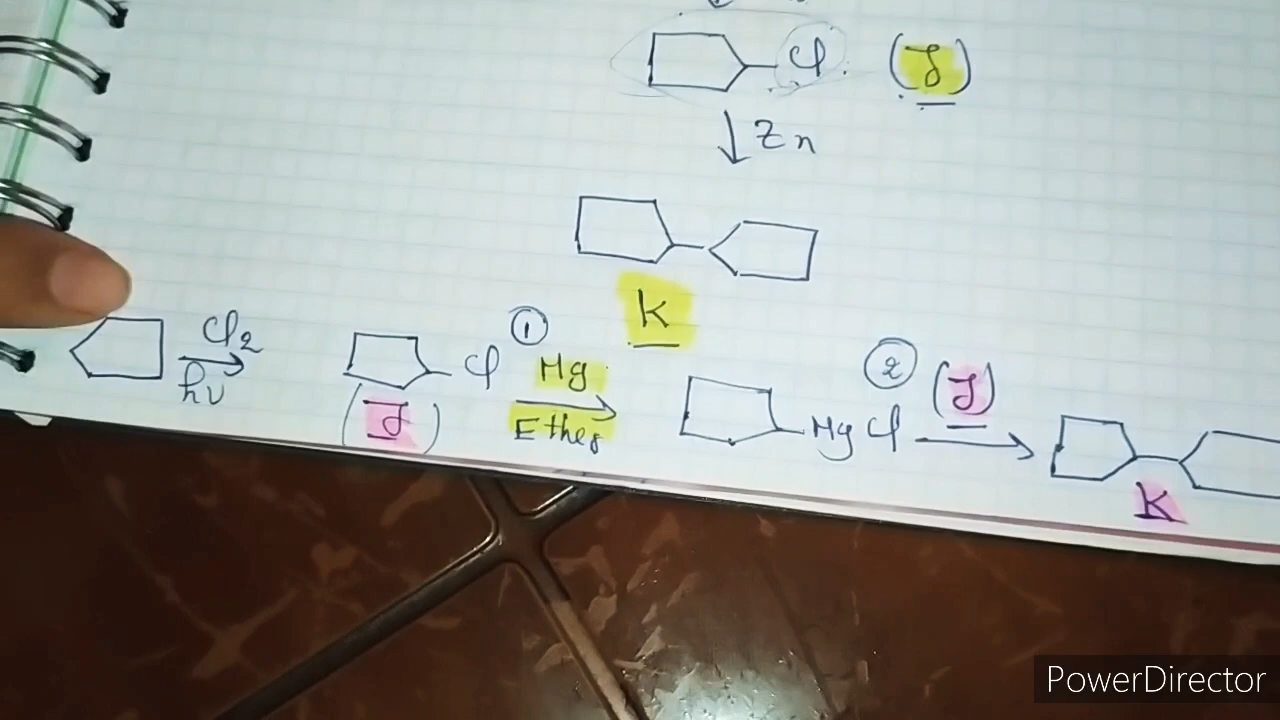 Cl (J)
Zn
K
Cl₂
hν
Cl
(J)
①
Mg
Ether
MgCl
②
(J)
K
PowerDirector